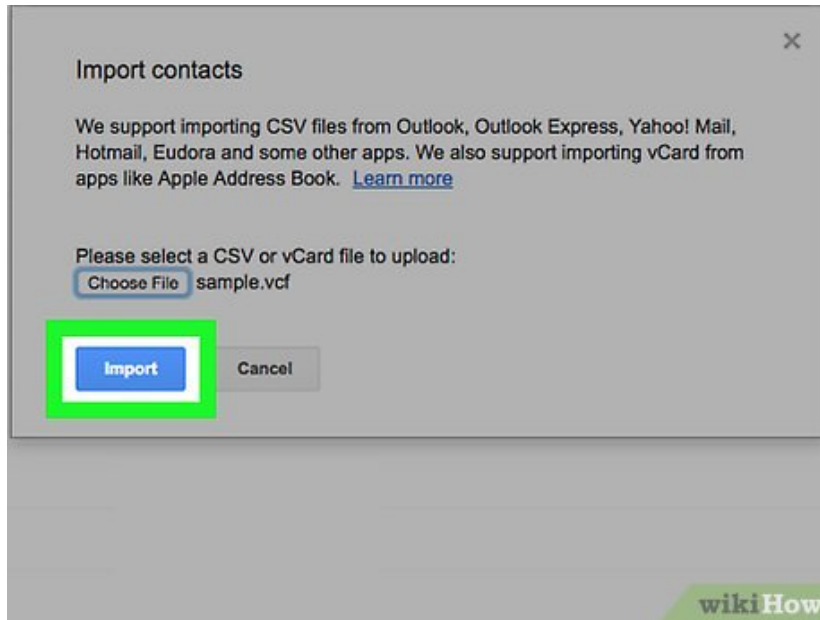 Import contacts
We support importing CSV files from Outlook, Outlook Express, Yahoo! Mail,
Hotmail, Eudora and some other apps. We also support importing vCard from
apps like Apple Address Book. Learn more
Please select a CSV or vCard file to upload:
Choose File sample.vcf
Import Cancel
wikiHow